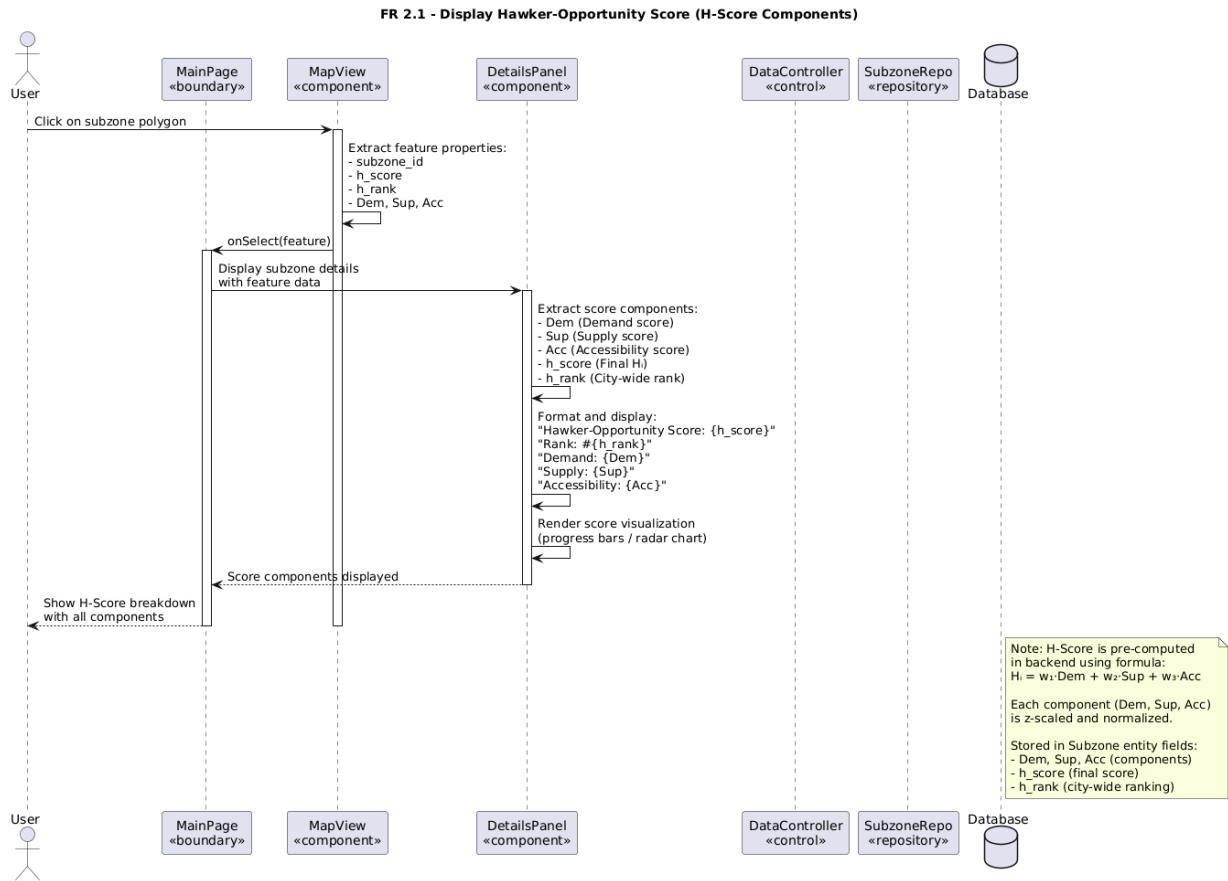 FR 2.1 - Display Hawker-Opportunity Score (H-Score Components)
User
MainPage
«boundary»
MapView
«component»
DetailsPanel
«component»
DataController
«control»
SubzoneRepo
«repository»
Database
Click on subzone polygon
Extract feature properties:
- subzone_id
- h_score
- h_rank
- Dem, Sup, Acc
onSelect(feature)
Display subzone details
with feature data
Extract score components:
- Dem (Demand score)
- Sup (Supply score)
- Acc (Accessibility score)
- h_score (Final Hᵢ)
- h_rank (City-wide rank)
Format and display:
"Hawker-Opportunity Score: {h_score}"
"Rank: #{h_rank}"
"Demand: {Dem}"
"Supply: {Sup}"
"Accessibility: {Acc}"
Render score visualization
(progress bars / radar chart)
Score components displayed
Show H-Score breakdown
with all components
Note: H-Score is pre-computed
in backend using formula:
Hᵢ = w₁·Dem + w₂·Sup + w₃·Acc
Each component (Dem, Sup, Acc)
is z-scaled and normalized.
Stored in Subzone entity fields:
- Dem, Sup, Acc (components)
- h_score (final score)
- h_rank (city-wide ranking)
User
MainPage
«boundary»
MapView
«component»
DetailsPanel
«component»
DataController
«control»
SubzoneRepo
«repository»
Database